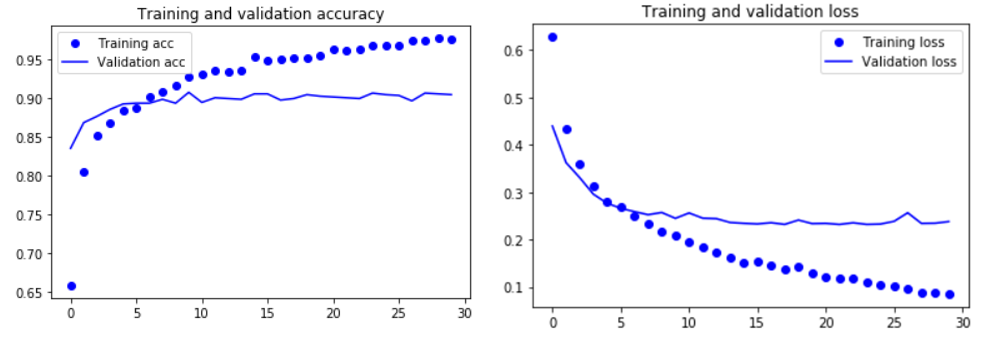 Training and validation accuracy
Training acc
Validation acc
0.95
0.90
0.85
0.80
0.75
0.70
0.65
0 5 10 15 20 25 30
Training and validation loss
Training loss
Validation loss
0.6
0.5
0.4
0.3
0.2
0.1
0 5 10 15 20 25 30